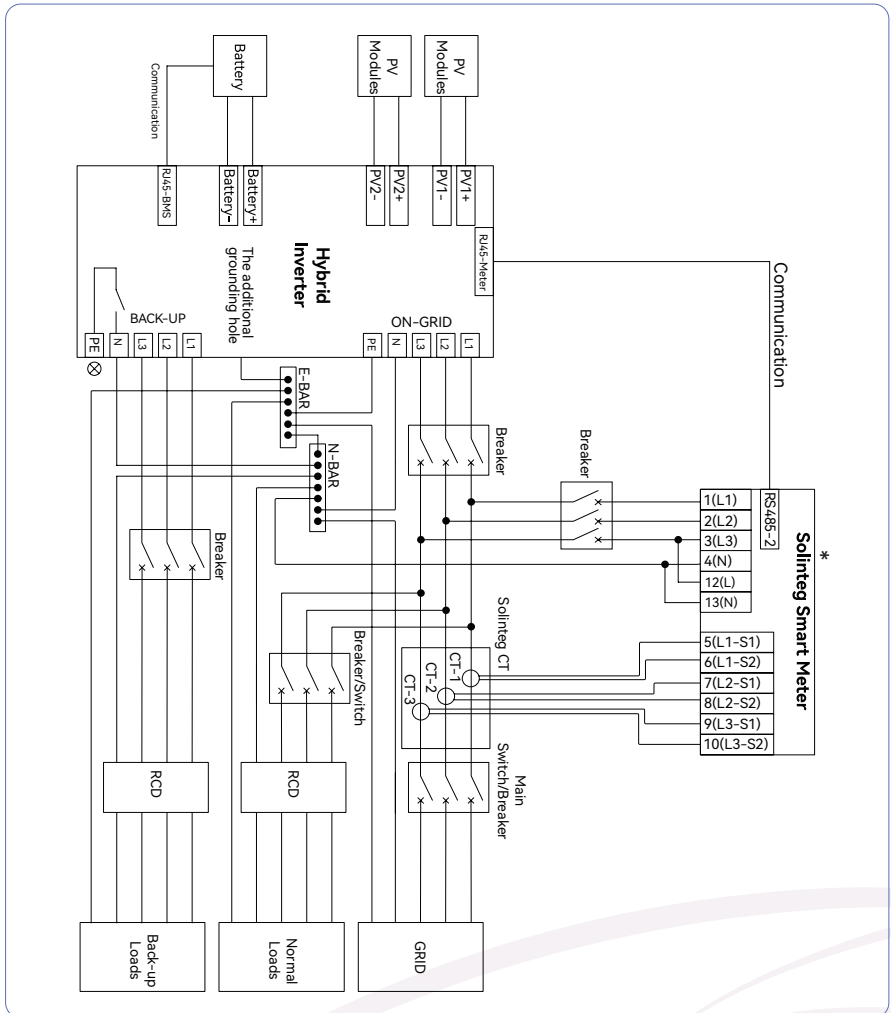 Battery
Communication
PV
Modules
PV
Modules
RJ45-BMS
Battery-
Battery+
PV2-
PV2+
PV1-
PV1+
RJ45-Meter
Hybrid
Inverter
The additional
grounding hole
BACK-UP
ON-GRID
PE
N
L3
L2
L1
PE
N
L3
L2
L1
Communication
E-BAR
N-BAR
Breaker
Breaker
Breaker
*
Solinteg Smart Meter
RS485-2
1(L1)
2(L2)
3(L3)
4(N)
12(L)
13(N)
5(L1-S1)
6(L1-S2)
7(L2-S1)
8(L2-S2)
9(L3-S1)
10(L3-S2)
Solinteg CT
CT-1
CT-2
CT-3
Breaker/Switch
Main
Switch/Breaker
RCD
RCD
Back-up
Loads
Normal
Loads
GRID